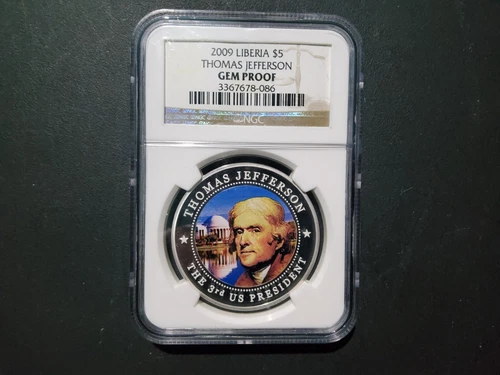 2009 LIBERIA $5
THOMAS JEFFERSON
GEM PROOF
3367678-086
NGC
THOMAS JEFFERSON
THE 3rd US PRESIDENT